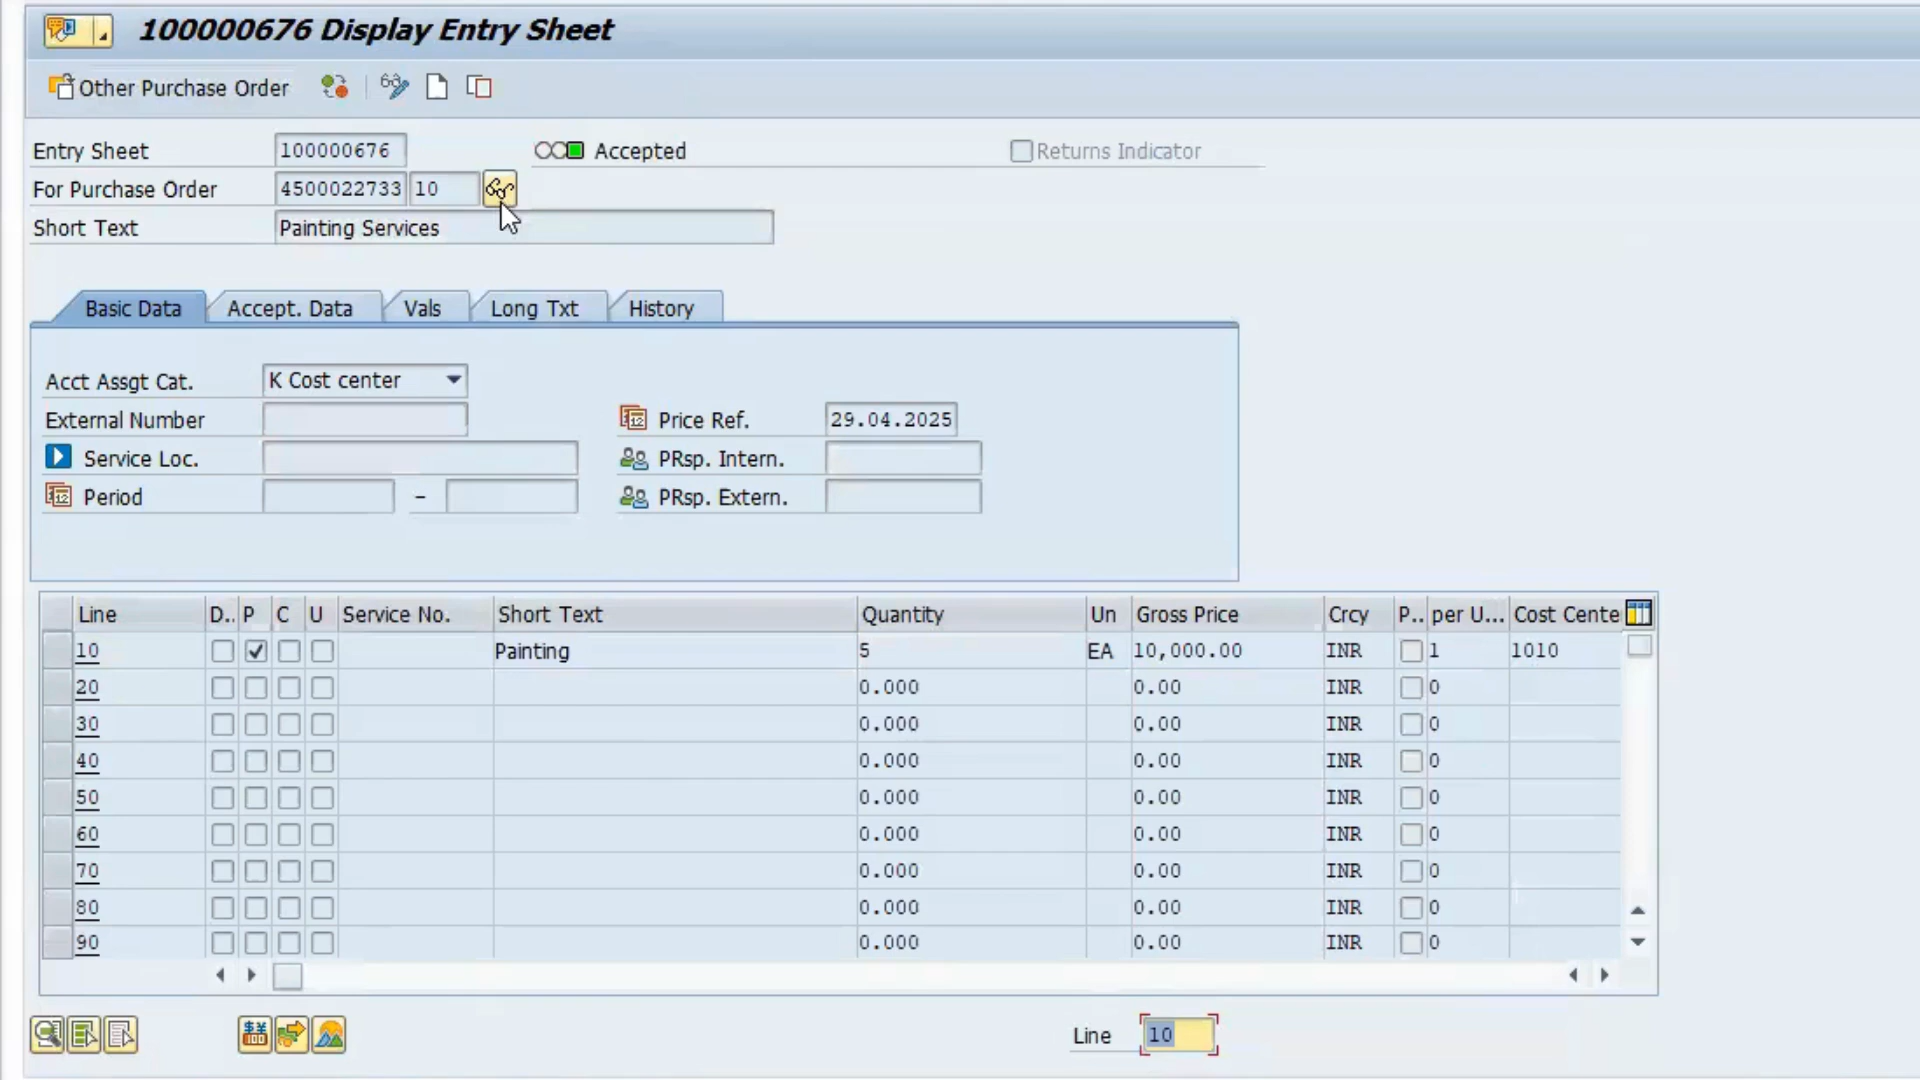 100000676 Display Entry Sheet
Other Purchase Order
Entry Sheet 100000676 Accepted Returns Indicator
For Purchase Order 4500022733 10
Short Text Painting Services
Basic Data Accept. Data Vals Long Txt History
Acct Assgt Cat. K Cost center
External Number Price Ref. 29.04.2025
Service Loc. PRsp. Intern.
Period – PRsp. Extern.
Line D.. P C U Service No. Short Text Quantity Un Gross Price Crcy P.. per U... Cost Cente
10 Painting 5 EA 10,000.00 INR 1 1010
20 0.000 0.00 INR 0
30 0.000 0.00 INR 0
40 0.000 0.00 INR 0
50 0.000 0.00 INR 0
60 0.000 0.00 INR 0
70 0.000 0.00 INR 0
80 0.000 0.00 INR 0
90 0.000 0.00 INR 0
Line 10